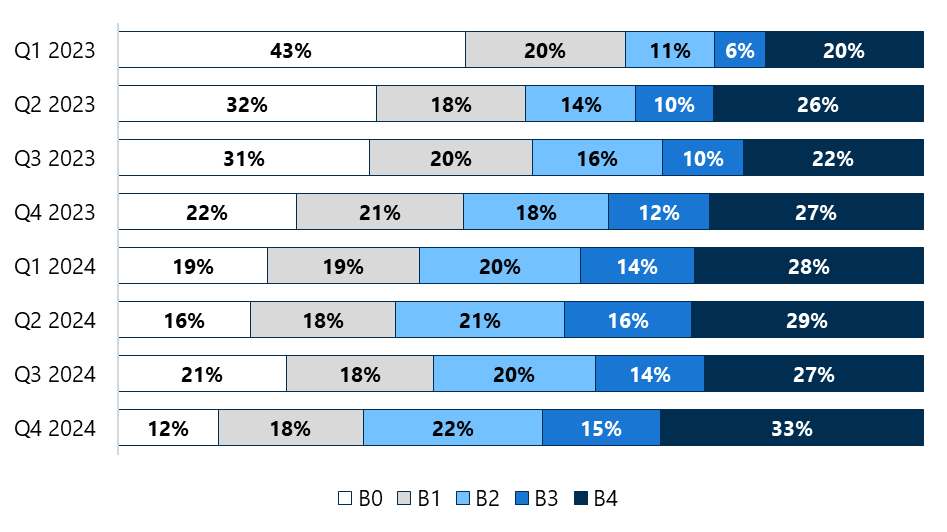 Q1 2023 43% 20% 11% 6% 20%
Q2 2023 32% 18% 14% 10% 26%
Q3 2023 31% 20% 16% 10% 22%
Q4 2023 22% 21% 18% 12% 27%
Q1 2024 19% 19% 20% 14% 28%
Q2 2024 16% 18% 21% 16% 29%
Q3 2024 21% 18% 20% 14% 27%
Q4 2024 12% 18% 22% 15% 33%
B0 B1 B2 B3 B4